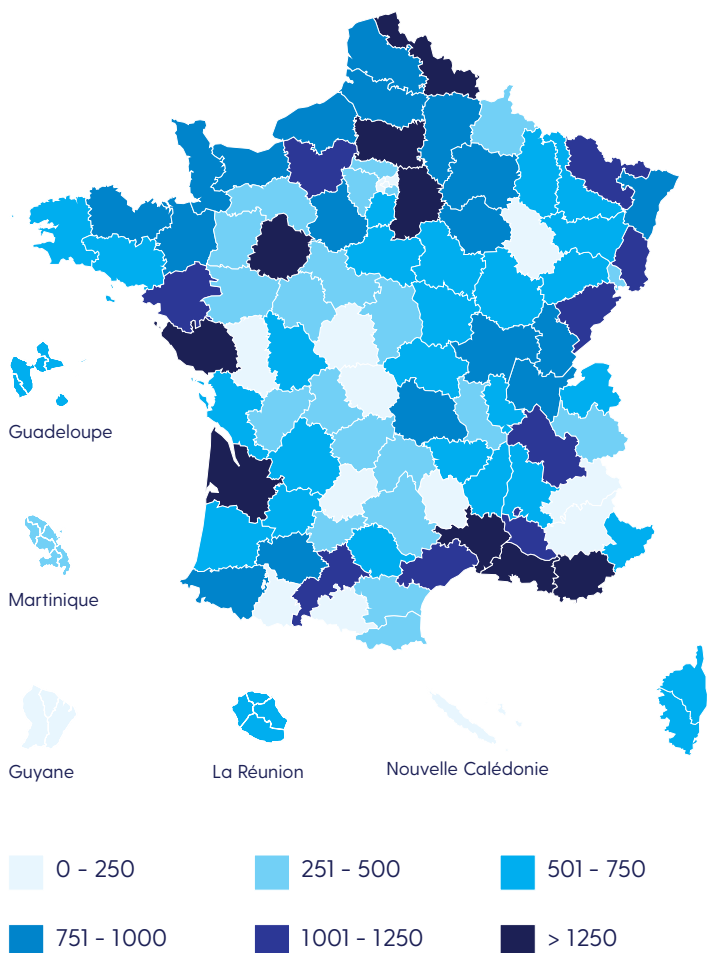 Guadeloupe
Martinique
Guyane
La Réunion
Nouvelle Calédonie
0 - 250
251 - 500
501 - 750
751 - 1000
1001 - 1250
> 1250